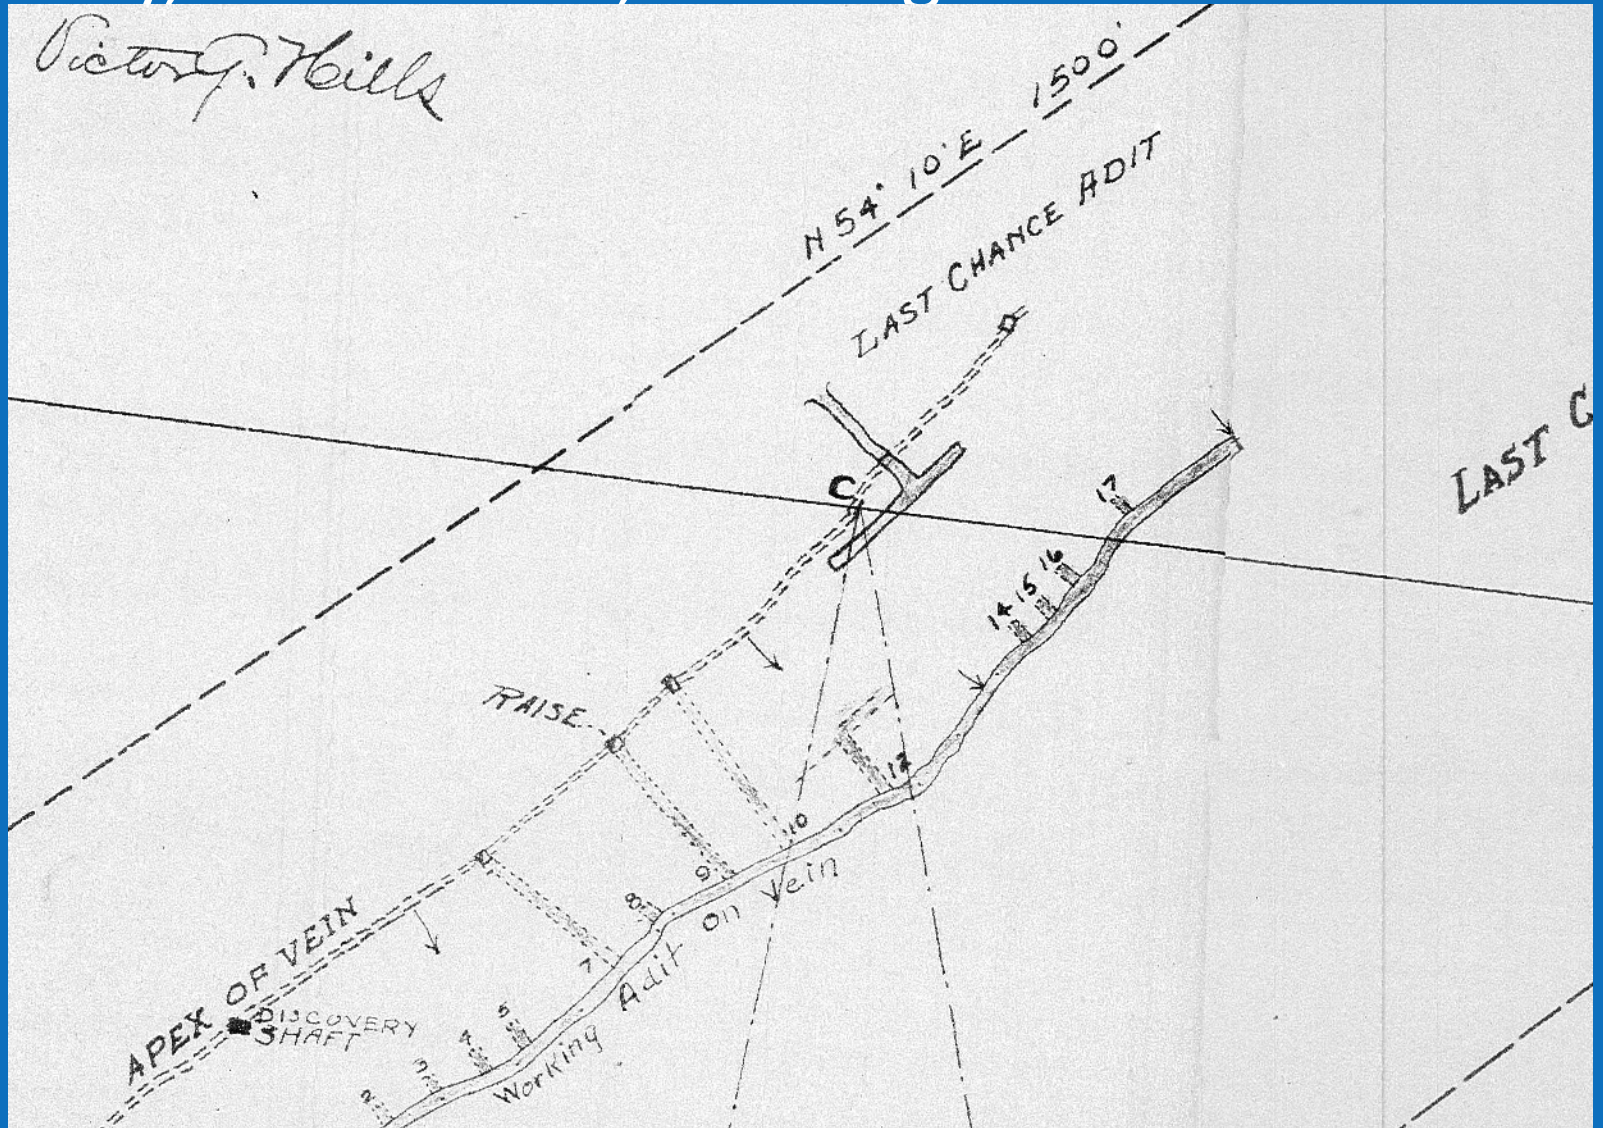 Victor G. Hills
N 54° 10' E 1500'
LAST CHANCE ADIT
LAST C
C
17
16
15
14
RAISE
12
10
9
8
7
Working Adit on Vein
APEX OF VEIN
DISCOVERY
SHAFT
5
4
3
2